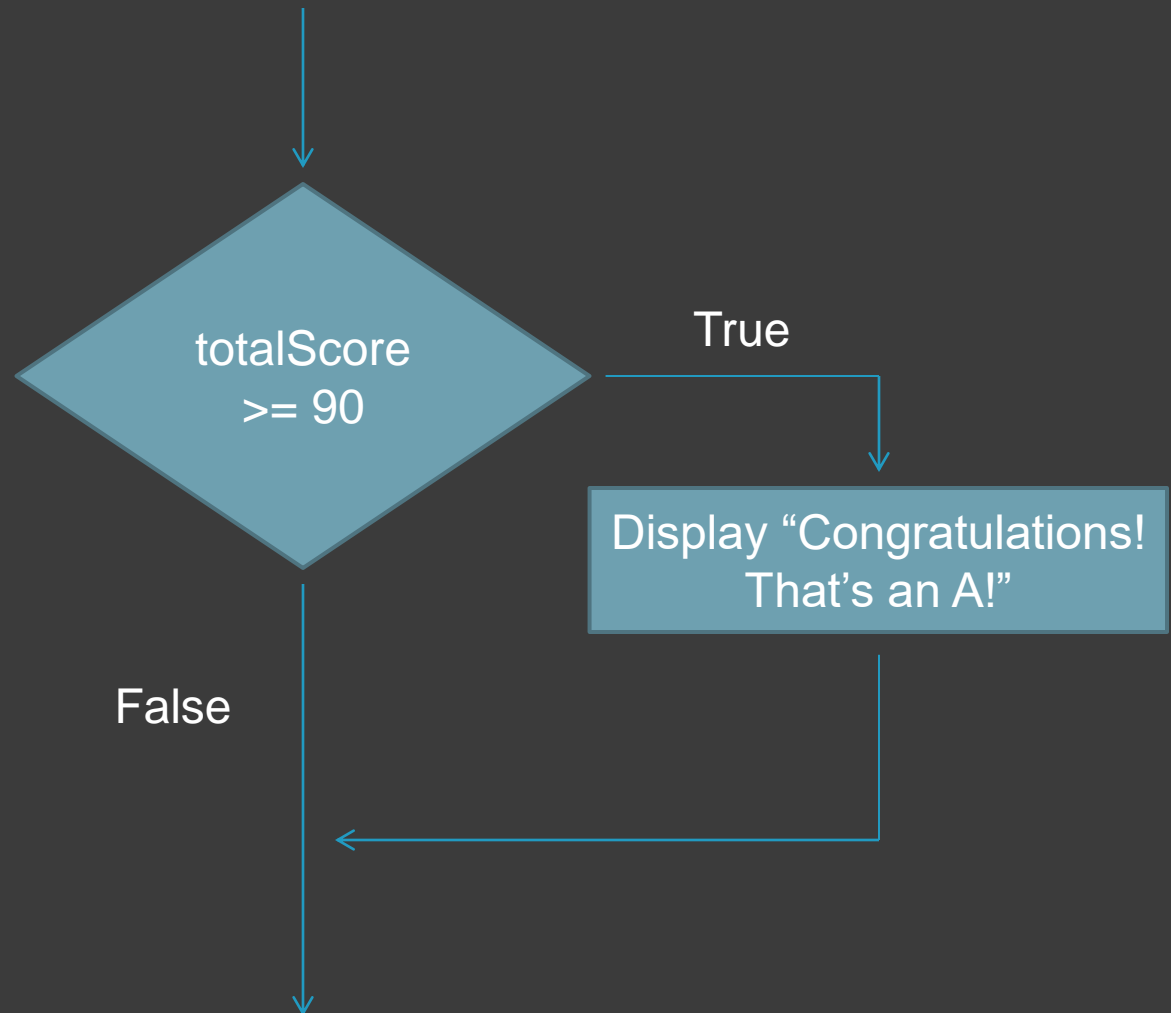 True
totalScore
>= 90
Display “Congratulations!
That’s an A!”
False